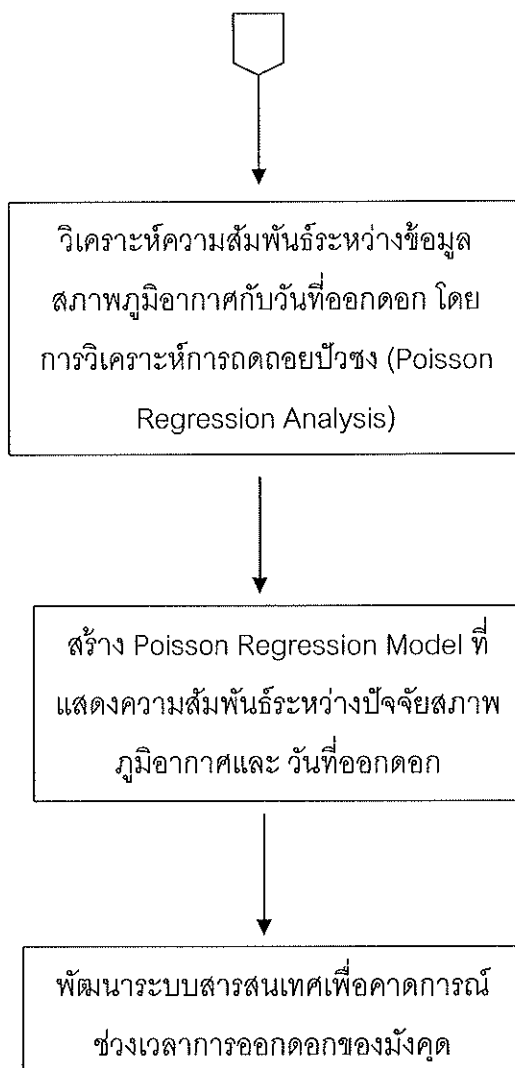 วิเคราะห์ความสัมพันธ์ระหว่างข้อมูล
สภาพภูมิอากาศกับวันที่ออกดอก โดย
การวิเคราะห์การถดถอยปัวซง (Poisson
Regression Analysis)
สร้าง Poisson Regression Model ที่
แสดงความสัมพันธ์ระหว่างปัจจัยสภาพ
ภูมิอากาศและ วันที่ออกดอก
พัฒนาระบบสารสนเทศเพื่อคาดการณ์
ช่วงเวลาการออกดอกของมังคุด